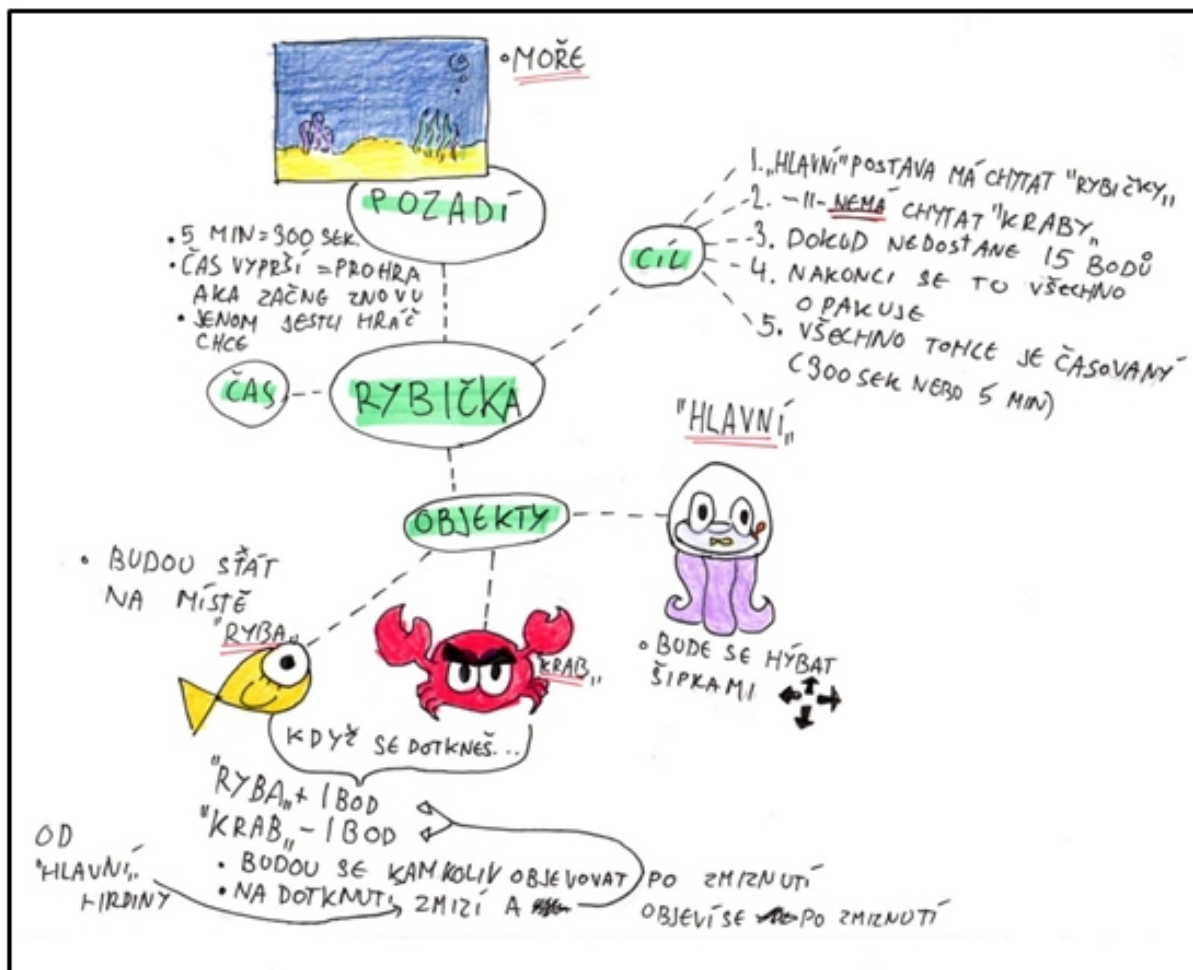 • MOŘE
POZADÍ
• 5 MIN = 300 SEK.
• ČAS VYPRŠÍ = PROHRA
AKA ZAČNE ZNOVU
• JENOM JESTLI HRÁČ
CHCE
ČAS
RYBIČKA
CÍL
1. "HLAVNÍ" POSTAVA MÁ CHYTAT "RYBIČKY"
2. -II- NEMÁ CHYTAT "KRABY"
3. DOKUD NEDOSTANE 15 BODŮ
4. NAKONCI SE TO VŠECHNO
OPAKUJE
5. VŠECHNO TOHLE JE ČASOVANÝ
(300 SEK NEBO 5 MIN)
OBJEKTY
"HLAVNÍ"
• BUDE SE HÝBAT
ŠIPKAMI
• BUDOU STÁT
NA MÍSTĚ
"RYBA"
"KRAB"
KDYŽ SE DOTKNEŠ...
"RYBA" + 1 BOD
"KRAB" - 1 BOD
• BUDOU SE KAMKOLIV OBJEVOVAT PO ZMIZNUTÍ
• NA DOTKNUTÍ ZMIZÍ A
OBJEVÍ SE PO ZMIZNUTÍ
OD
"HLAVNÍ"
HRDINY